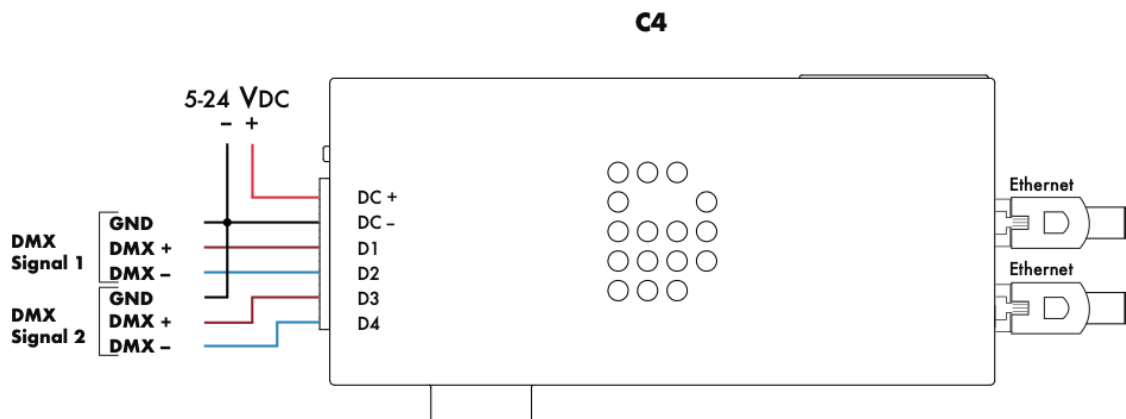 C4
5-24 VDC
– +
DC +
DC –
D1
D2
D3
D4
DMX
Signal 1
GND
DMX +
DMX –
DMX
Signal 2
GND
DMX +
DMX –
Ethernet
Ethernet